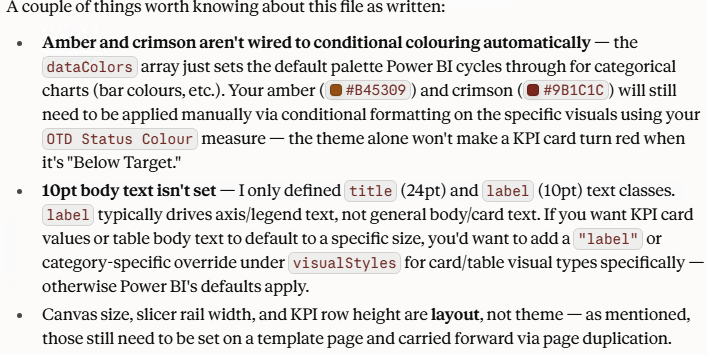 A couple of things worth knowing about this file as written:
• Amber and crimson aren't wired to conditional colouring automatically — the
dataColors array just sets the default palette Power BI cycles through for categorical
charts (bar colours, etc.). Your amber (#B45309) and crimson (#9B1C1C) will still
need to be applied manually via conditional formatting on the specific visuals using your
OTD Status Colour measure — the theme alone won't make a KPI card turn red when
it's "Below Target."
• 10pt body text isn't set — I only defined title (24pt) and label (10pt) text classes.
label typically drives axis/legend text, not general body/card text. If you want KPI card
values or table body text to default to a specific size, you'd want to add a "label" or
category-specific override under visualStyles for card/table visual types specifically —
otherwise Power BI's defaults apply.
• Canvas size, slicer rail width, and KPI row height are layout, not theme — as mentioned,
those still need to be set on a template page and carried forward via page duplication.